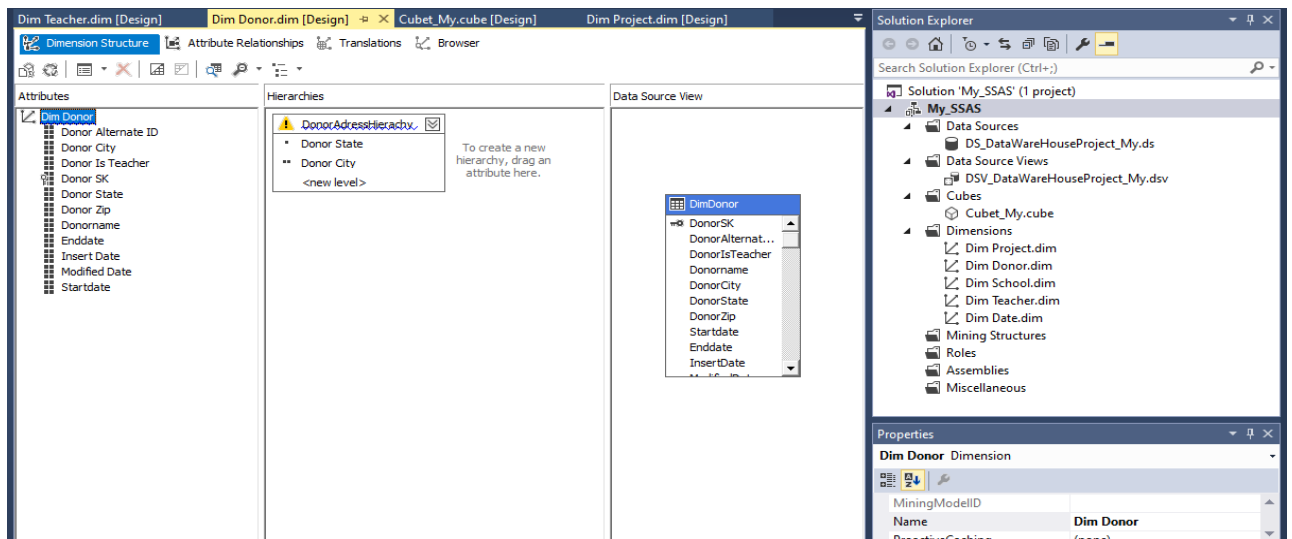 Dim Teacher.dim [Design]
Dim Donor.dim [Design]
Cubet_My.cube [Design]
Dim Project.dim [Design]
Dimension Structure
Attribute Relationships
Translations
Browser
Attributes
Dim Donor
Donor Alternate ID
Donor City
Donor Is Teacher
Donor SK
Donor State
Donor Zip
Donorname
Enddate
Insert Date
Modified Date
Startdate
Hierarchies
DonorAdressHierachy
Donor State
Donor City
<new level>
To create a new
hierarchy, drag an
attribute here.
Data Source View
DimDonor
DonorSK
DonorAlternat...
DonorIsTeacher
Donorname
DonorCity
DonorState
DonorZip
Startdate
Enddate
InsertDate
Solution Explorer
Search Solution Explorer (Ctrl+;)
Solution 'My_SSAS' (1 project)
My_SSAS
Data Sources
DS_DataWareHouseProject_My.ds
Data Source Views
DSV_DataWareHouseProject_My.dsv
Cubes
Cubet_My.cube
Dimensions
Dim Project.dim
Dim Donor.dim
Dim School.dim
Dim Teacher.dim
Dim Date.dim
Mining Structures
Roles
Assemblies
Miscellaneous
Properties
Dim Donor Dimension
MiningModelID
Name Dim Donor